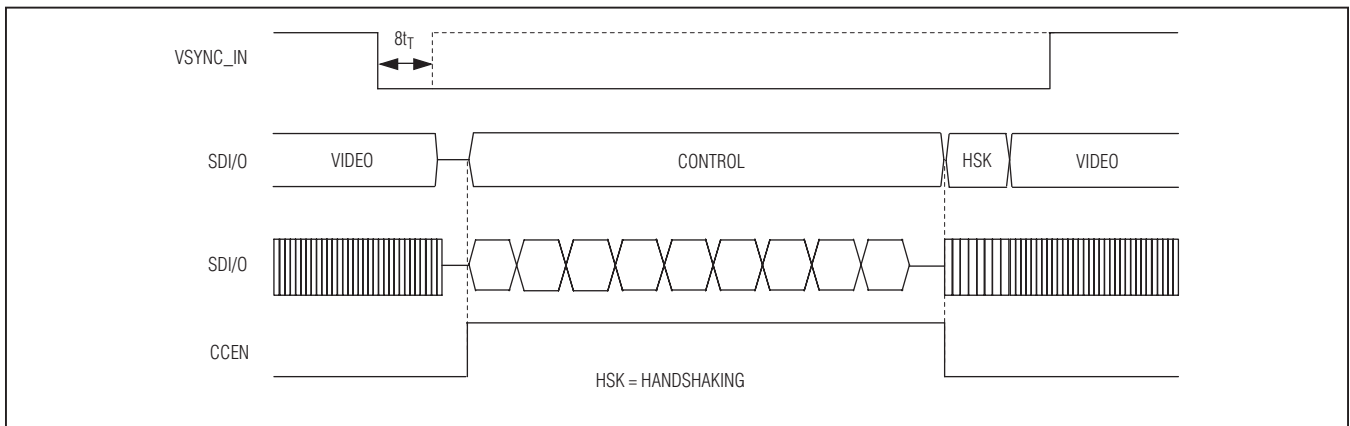 VSYNC_IN
8tT
SDI/O
VIDEO
CONTROL
HSK
VIDEO
SDI/O
CCEN
HSK = HANDSHAKING